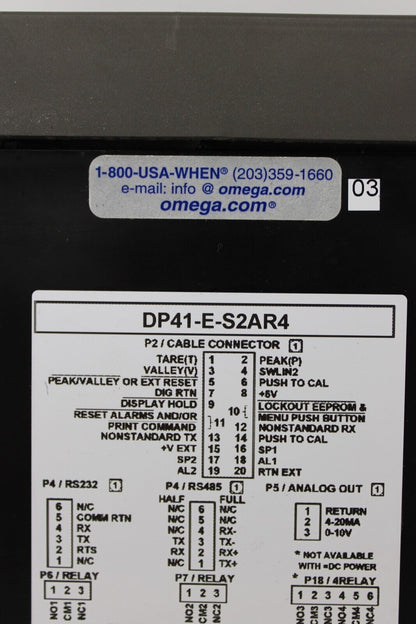 1-800-USA-WHEN® (203)359-1660
e-mail: info @ omega.com
omega.com®
03
DP41-E-S2AR4
P2 / CABLE CONNECTOR 1
TARE(T) 1 2 PEAK(P)
VALLEY(V) 3 4 SWLIN2
PEAK/VALLEY OR EXT RESET 5 6 PUSH TO CAL
DIG RTN 7 8 +5V
DISPLAY HOLD 9 10 LOCKOUT EEPROM &
RESET ALARMS AND/OR MENU PUSH BUTTON
PRINT COMMAND 11 12 NONSTANDARD RX
NONSTANDARD TX 13 14 PUSH TO CAL
+V EXT 15 16 SP1
SP2 17 18 AL1
AL2 19 20 RTN EXT
P4 / RS232 1 P4 / RS485 1 P5 / ANALOG OUT 1
HALF FULL
6 N/C N/C 6 N/C
5 COMM RTN N/C 5 N/C
4 RX N/C 4 N/C
3 TX TX 3 TX-
2 RTS RX 2 RX+
1 N/C N/C 1 TX+
1 RETURN
2 4-20MA
3 0-10V
* NOT AVAILABLE
WITH =DC POWER
P6 / RELAY P7 / RELAY * P18 / 4RELAY
1 2 3 1 2 3 1 2 3 4 5 6
NO1 CM1 NC1 NO2 CM2 NC2 NO3 CM3 NC3 NO4 CM4 NC4